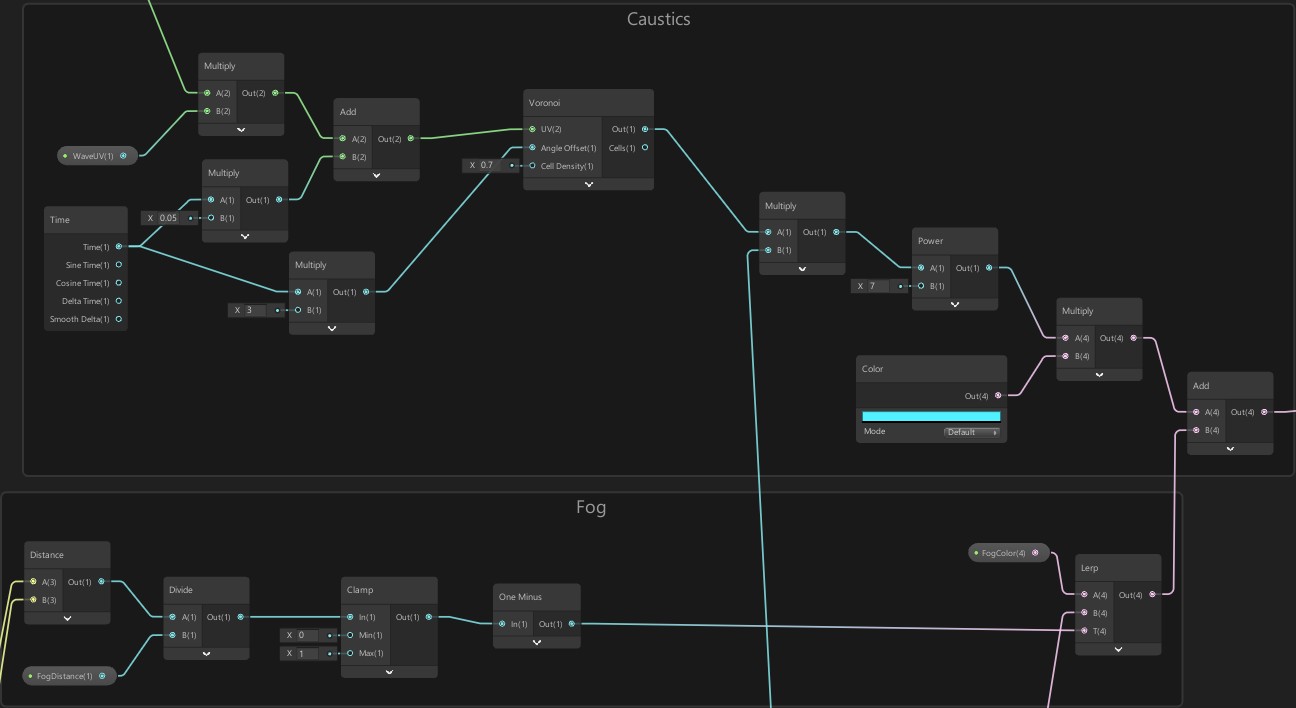 Caustics
Multiply
A(2) Out(2)
B(2)
WaveUV(1)
Add
A(2) Out(2)
B(2)
Voronoi
UV(2) Out(1)
Angle Offset(1) Cells(1)
X 0.7 Cell Density(1)
Multiply
A(1) Out(1)
X 0.05 B(1)
Time
Time(1)
Sine Time(1)
Cosine Time(1)
Delta Time(1)
Smooth Delta(1)
Multiply
A(1) Out(1)
X 3 B(1)
Multiply
A(1) Out(1)
B(1)
Power
A(1) Out(1)
X 7 B(1)
Multiply
A(4) Out(4)
B(4)
Color
Out(4)
Mode Default
Add
A(4) Out(4)
B(4)
Fog
Distance
A(3) Out(1)
B(3)
Divide
A(1) Out(1)
B(1)
FogDistance(1)
Clamp
In(1) Out(1)
X 0 Min(1)
X 1 Max(1)
One Minus
In(1) Out(1)
FogColor(4)
Lerp
A(4) Out(4)
B(4)
T(4)